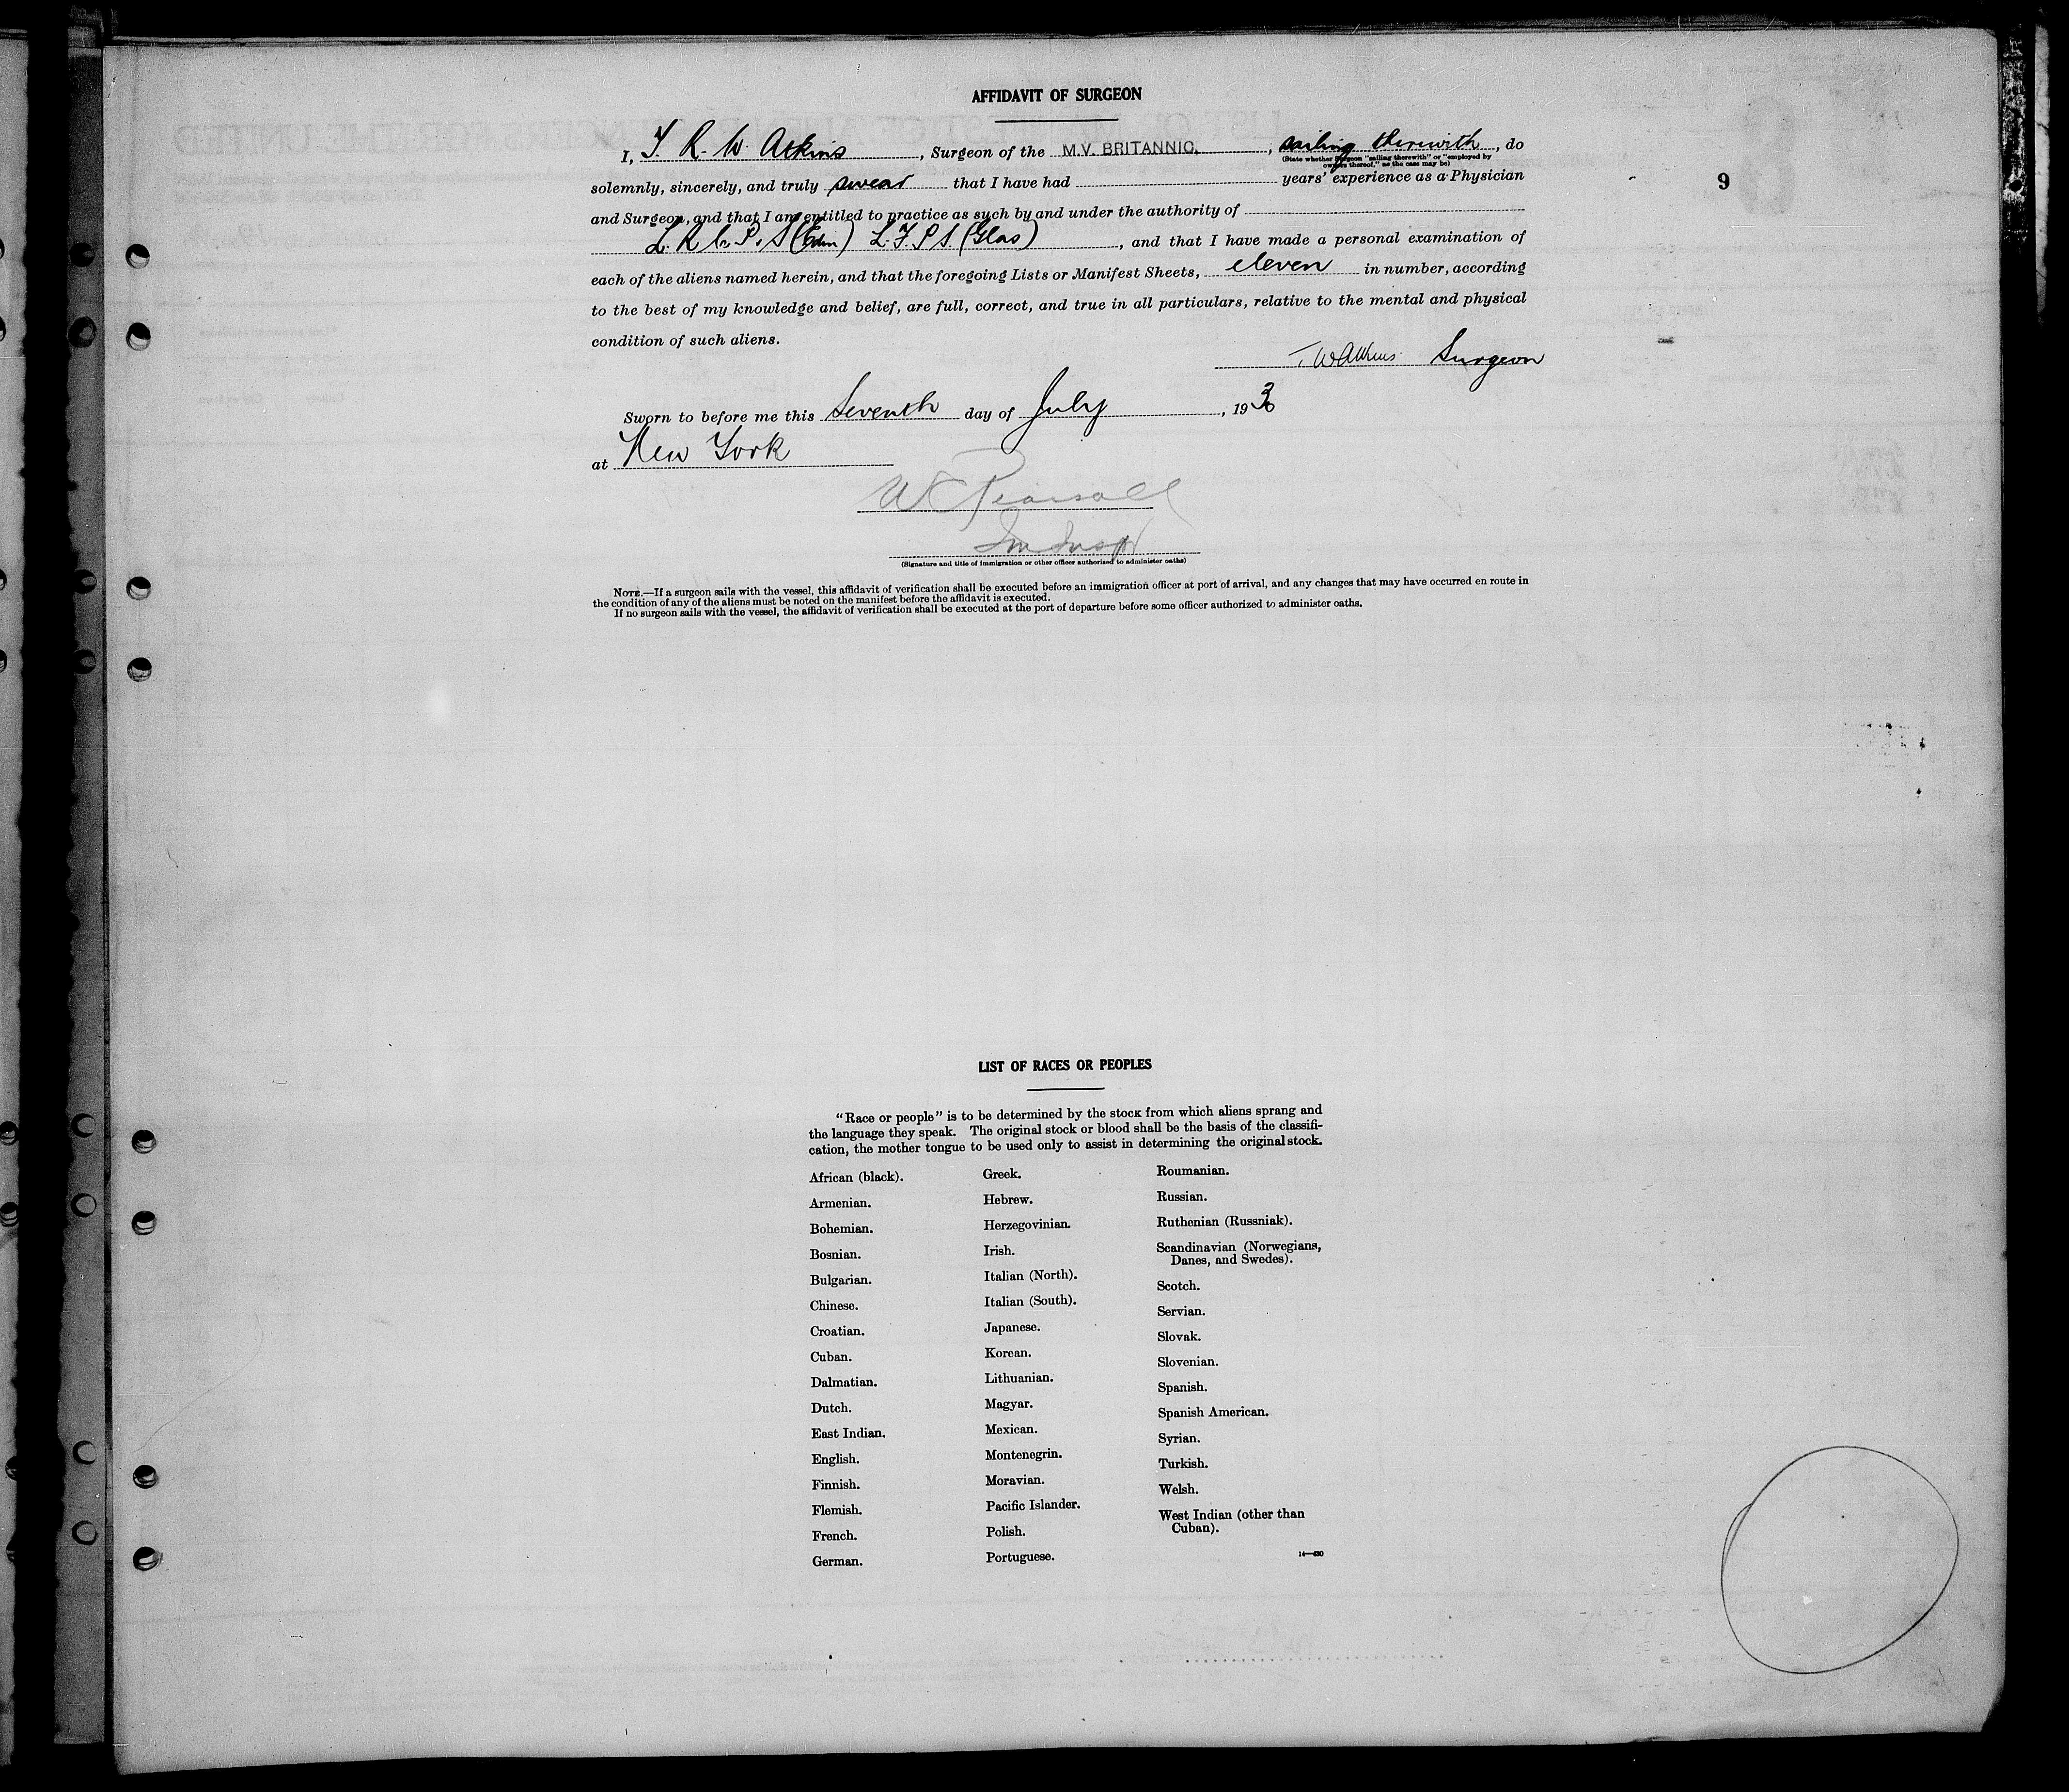 AFFIDAVIT OF SURGEON
I, T. R. W. Atkins, Surgeon of the M.V. BRITANNIC, sailing therewith, do
(State whether Surgeon "sailing therewith" or "employed by
owners thereof," as the case may be)
solemnly, sincerely, and truly swear that I have had years' experience as a Physician
9
and Surgeon, and that I am entitled to practice as such by and under the authority of
L. R. C. P. S (Edin) L F P S (Glas), and that I have made a personal examination of
each of the aliens named herein, and that the foregoing Lists or Manifest Sheets, eleven in number, according
to the best of my knowledge and belief, are full, correct, and true in all particulars, relative to the mental and physical
condition of such aliens.
T W Atkins. Surgeon
Sworn to before me this Seventh day of July, 1930
at New York
W C Pearsall
Im Inspr
(Signature and title of immigration or other officer authorized to administer oaths)
NOTE.—If a surgeon sails with the vessel, this affidavit of verification shall be executed before an immigration officer at port of arrival, and any changes that may have occurred en route in
the condition of any of the aliens must be noted on the manifest before the affidavit is executed.
If no surgeon sails with the vessel, the affidavit of verification shall be executed at the port of departure before some officer authorized to administer oaths.
LIST OF RACES OR PEOPLES
"Race or people" is to be determined by the stock from which aliens sprang and
the language they speak. The original stock or blood shall be the basis of the classifi-
cation, the mother tongue to be used only to assist in determining the original stock.
African (black).
Armenian.
Bohemian.
Bosnian.
Bulgarian.
Chinese.
Croatian.
Cuban.
Dalmatian.
Dutch.
East Indian.
English.
Finnish.
Flemish.
French.
German.
Greek.
Hebrew.
Herzegovinian.
Irish.
Italian (North).
Italian (South).
Japanese.
Korean.
Lithuanian.
Magyar.
Mexican.
Montenegrin.
Moravian.
Pacific Islander.
Polish.
Portuguese.
Roumanian.
Russian.
Ruthenian (Russniak).
Scandinavian (Norwegians,
Danes, and Swedes).
Scotch.
Servian.
Slovak.
Slovenian.
Spanish.
Spanish American.
Syrian.
Turkish.
Welsh.
West Indian (other than
Cuban).
14—430